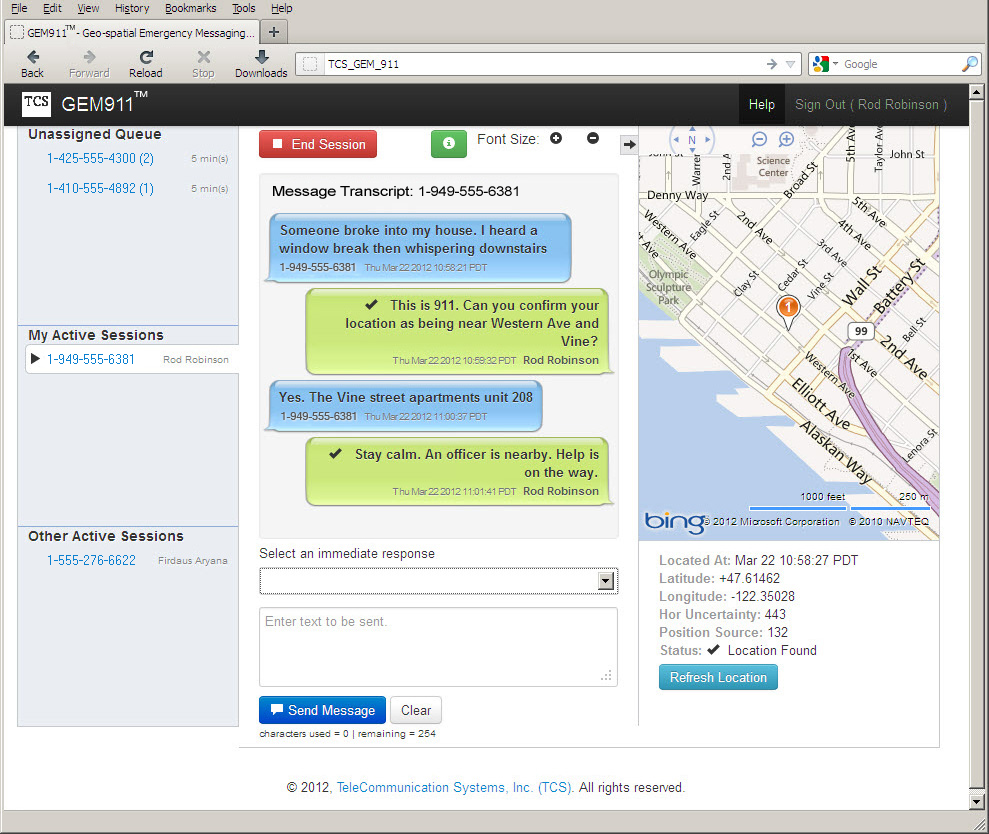 File Edit View History Bookmarks Tools Help
GEM911™- Geo-spatial Emergency Messaging...
Back Forward Reload Stop Downloads
TCS_GEM_911
Google
TCS GEM911™
Help Sign Out ( Rod Robinson )
Unassigned Queue
1-425-555-4300 (2) 5 min(s)
1-410-555-4892 (1) 5 min(s)
My Active Sessions
1-949-555-6381 Rod Robinson
Other Active Sessions
1-555-276-6622 Firdaus Aryana
End Session
Font Size:
Message Transcript: 1-949-555-6381
Someone broke into my house. I heard a
window break then whispering downstairs
1-949-555-6381 Thu Mar 22 2012 10:58:21 PDT
This is 911. Can you confirm your
location as being near Western Ave and
Vine?
Thu Mar 22 2012 10:59:32 PDT Rod Robinson
Yes. The Vine street apartments unit 208
1-949-555-6381 Thu Mar 22 2012 11:00:37 PDT
Stay calm. An officer is nearby. Help is
on the way.
Thu Mar 22 2012 11:01:41 PDT Rod Robinson
Select an immediate response
Enter text to be sent.
Send Message
Clear
characters used = 0 | remaining = 254
N
John St
Warren
2nd A
Science
Center
Broad St
5th Ave
Taylor Av
John St
Denny Way
Western Ave
Eagle St
2nd Ave
5th Ave
4th Ave
3rd Ave
Olympic
Sculpture
Park
Clay St
Cedar St
Vine St
Wall St
Battery St
1
99
Bell St
2nd Ave
1st Ave
Western Ave
Elliott Ave
Alaskan Way
Lenora St
1000 feet 250 m
bing © 2012 Microsoft Corporation © 2010 NAVTEQ
Located At: Mar 22 10:58:27 PDT
Latitude: +47.61462
Longitude: -122.35028
Hor Uncertainty: 443
Position Source: 132
Status: Location Found
Refresh Location
© 2012, TeleCommunication Systems, Inc. (TCS). All rights reserved.